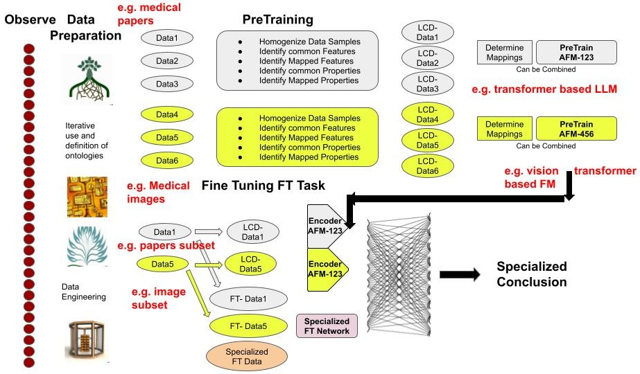 Observe
Data
Preparation
e.g. medical
papers
PreTraining
Data1
Data2
Data3
● Homogenize Data Samples
● Identify common Features
● Identify Mapped Features
● Identify common Properties
● Identify Mapped Properties
LCD-
Data1
LCD-
Data2
LCD-
Data3
Determine
Mappings
PreTrain
AFM-123
Can be Combined
e.g. transformer based LLM
Iterative
use and definition of
ontologies
Data4
Data5
Data6
● Homogenize Data Samples
● Identify common Features
● Identify Mapped Features
● Identify common Properties
● Identify Mapped Properties
LCD-
Data4
LCD-
Data5
LCD-
Data6
Determine
Mappings
PreTrain
AFM-456
Can be Combined
e.g. vision transformer
based FM
e.g. Medical
images
Fine Tuning FT Task
Data1
LCD-
Data1
e.g. papers subset
Data5
LCD-
Data5
e.g. image
subset
Encoder
AFM-123
Encoder
AFM-123
Specialized
Conclusion
Data
Engineering
FT- Data1
FT- Data5
Specialized
FT Data
Specialized
FT Network